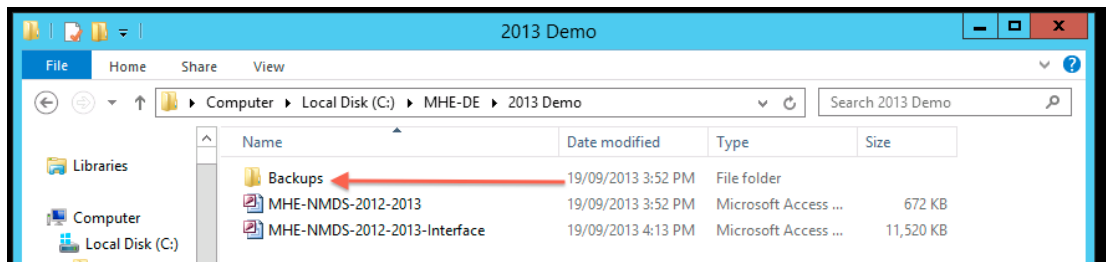 2013 Demo
File Home Share View
Computer Local Disk (C:) MHE-DE 2013 Demo Search 2013 Demo
Name Date modified Type Size
Libraries
Backups 19/09/2013 3:52 PM File folder
MHE-NMDS-2012-2013 19/09/2013 3:52 PM Microsoft Access ... 672 KB
Computer
MHE-NMDS-2012-2013-Interface 19/09/2013 4:13 PM Microsoft Access ... 11,520 KB
Local Disk (C:)